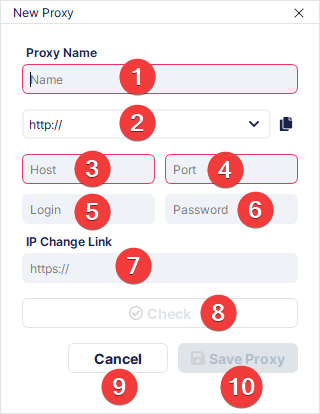 New Proxy
Proxy Name
Name 1
http:// 2
Host 3 Port 4
Login 5 Password 6
IP Change Link
https:// 7
Check 8
Cancel Save Proxy
9 10